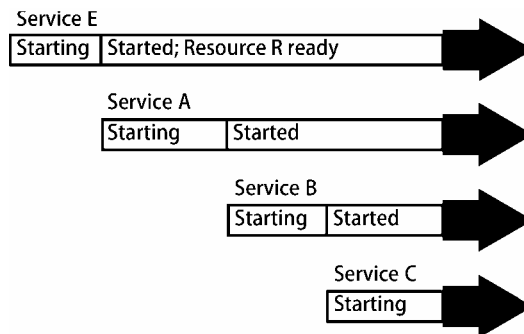 Service E
Starting Started; Resource R ready
Service A
Starting Started
Service B
Starting Started
Service C
Starting